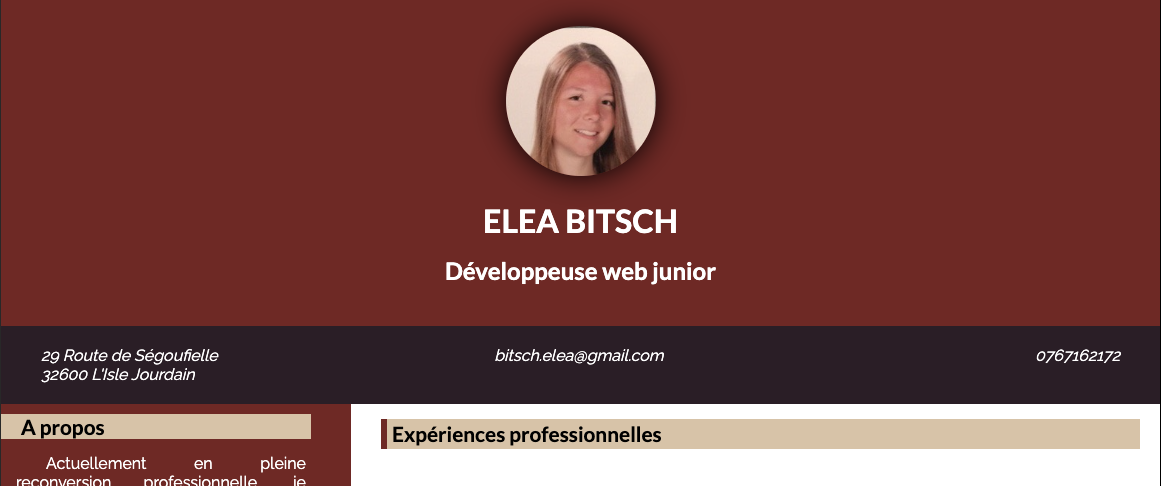 ELEA BITSCH
Développeuse web junior
29 Route de Ségoufielle
32600 L'Isle Jourdain
bitsch.elea@gmail.com
0767162172
A propos
Actuellement en pleine
reconversion professionnelle je
Expériences professionnelles